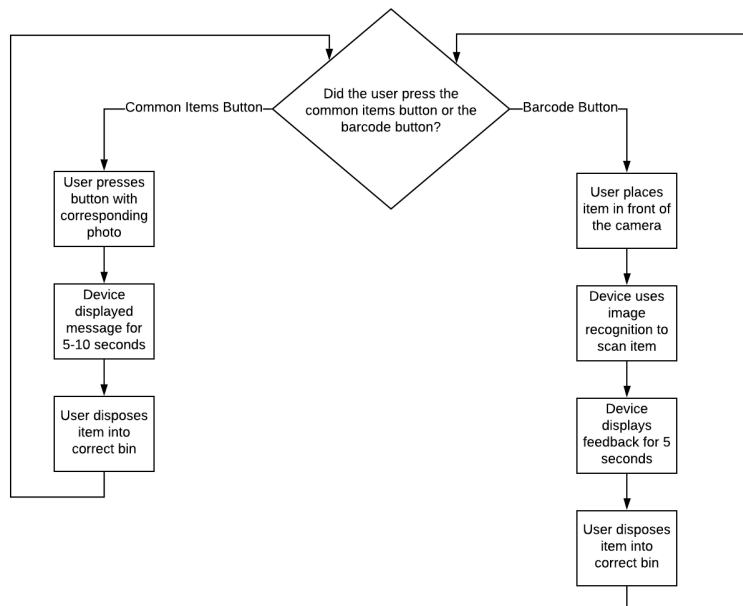 Did the user press the
common items button or the
barcode button?
Common Items Button
Barcode Button
User presses
button with
corresponding
photo
Device
displayed
message for
5-10 seconds
User disposes
item into
correct bin
User places
item in front of
the camera
Device uses
image
recognition to
scan item
Device
displays
feedback for 5
seconds
User disposes
item into
correct bin